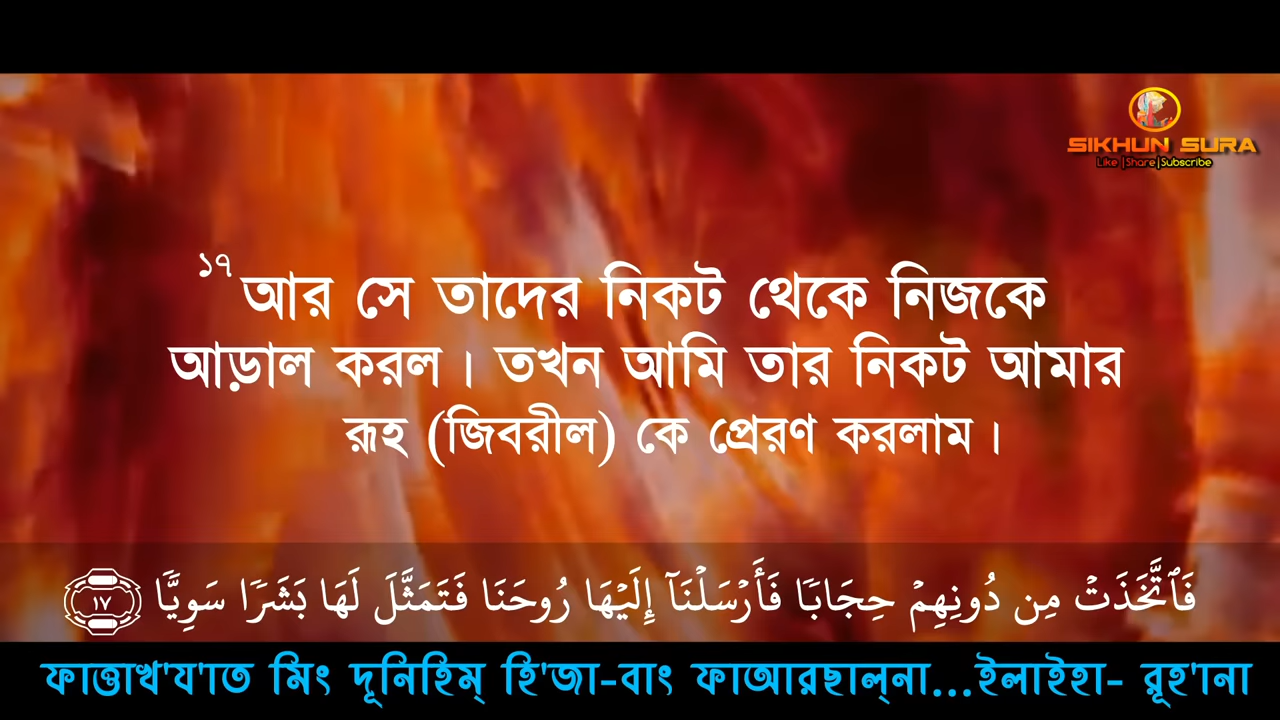 SIKHUN SURA
Like |Share|Subscribe
১৭ আর সে তাদের নিকট থেকে নিজকে
আড়াল করল। তখন আমি তার নিকট আমার
রূহ (জিবরীল) কে প্রেরণ করলাম।
فَٱتَّخَذَتۡ مِن دُونِهِمۡ حِجَابٗا فَأَرۡسَلۡنَآ إِلَيۡهَا رُوحَنَا فَتَمَثَّلَ لَهَا بَشَرٗا سَوِيّٗا ١٧
ফাত্তাখ'য'াত মিং দূনিহিম্ হি'জা-বাং ফাআরছাল্না...ইলাইহা- রূহ'ানা